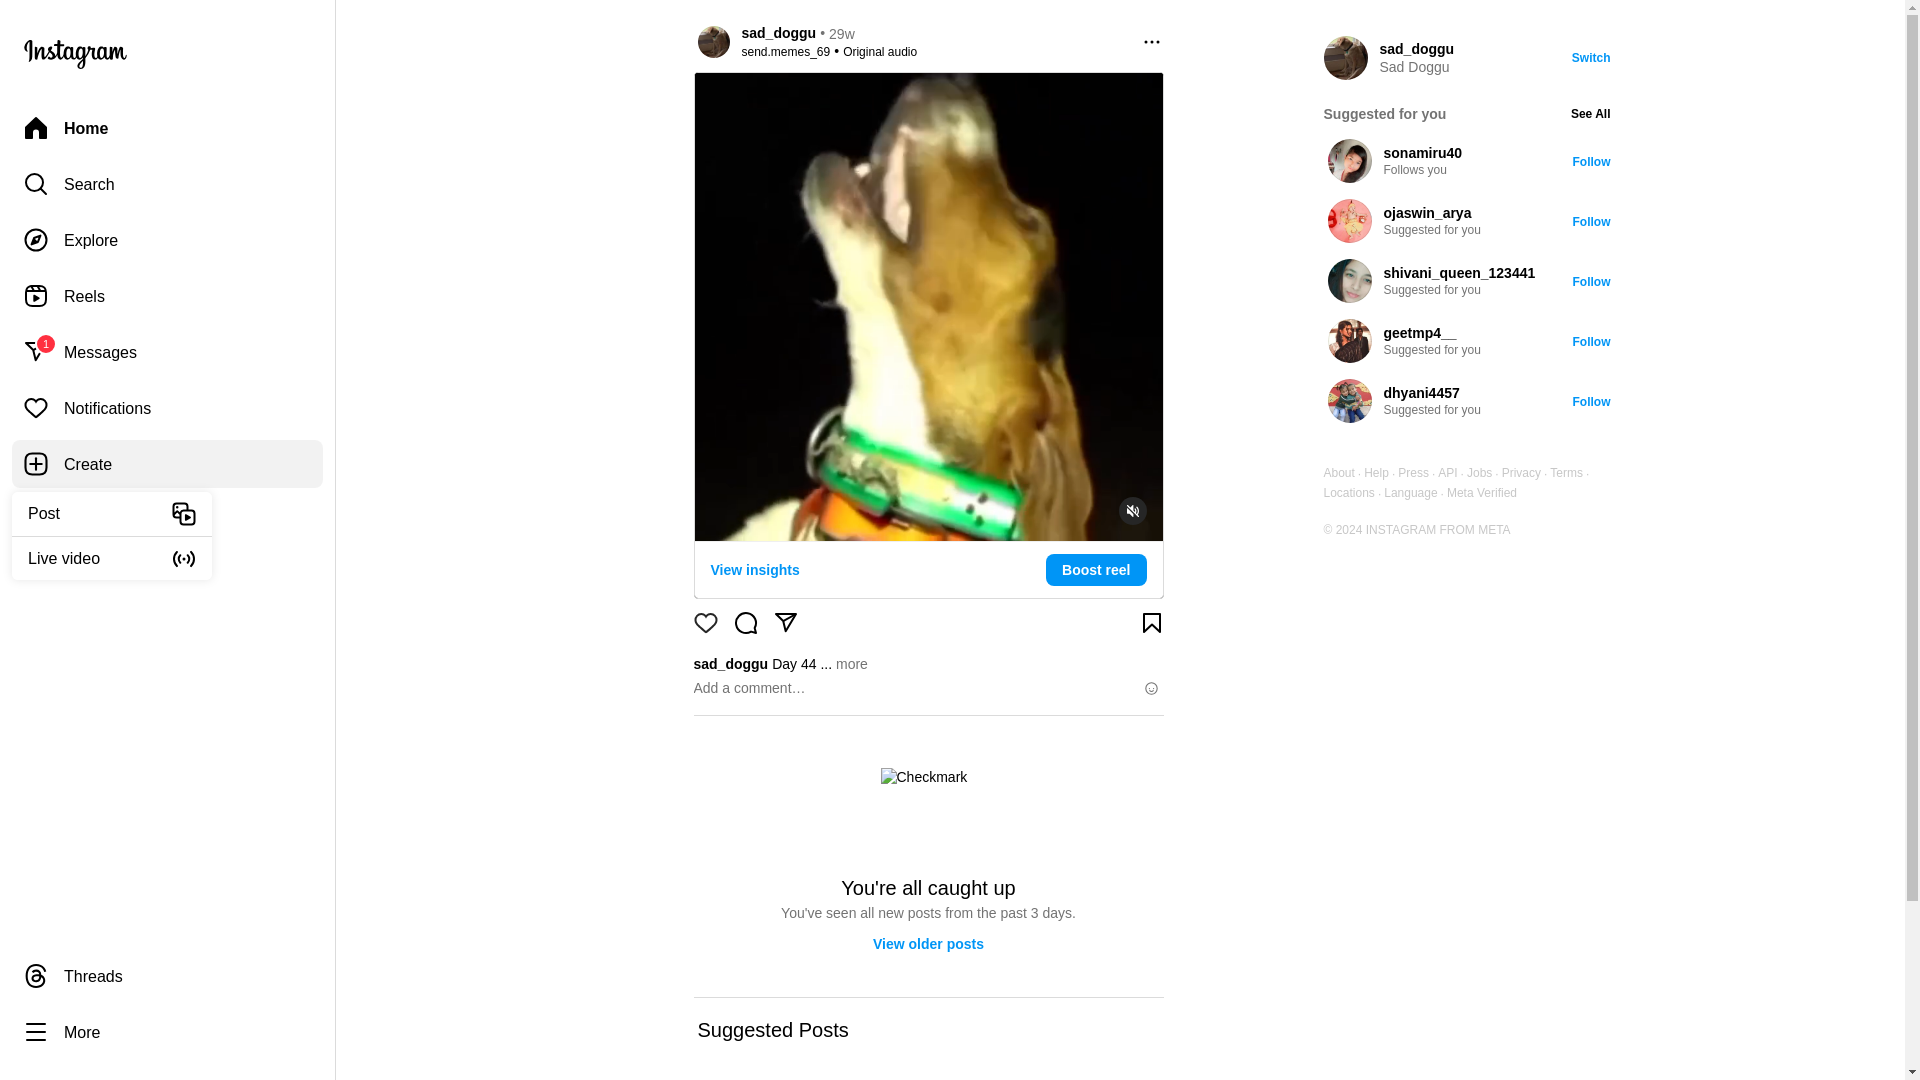 Instagram
Home
Search
Explore
Reels
1
Messages
Notifications
Create
Post
Live video
Threads
More
sad_doggu • 29w
send.memes_69 • Original audio
View insights
Boost reel
sad_doggu Day 44 ... more
Add a comment…
Checkmark
You're all caught up
You've seen all new posts from the past 3 days.
View older posts
Suggested Posts
sad_doggu
Sad Doggu
Switch
Suggested for you
See All
sonamiru40
Follows you
Follow
ojaswin_arya
Suggested for you
Follow
shivani_queen_123441
Suggested for you
Follow
geetmp4__
Suggested for you
Follow
dhyani4457
Suggested for you
Follow
About · Help · Press · API · Jobs · Privacy · Terms ·
Locations · Language · Meta Verified
© 2024 INSTAGRAM FROM META